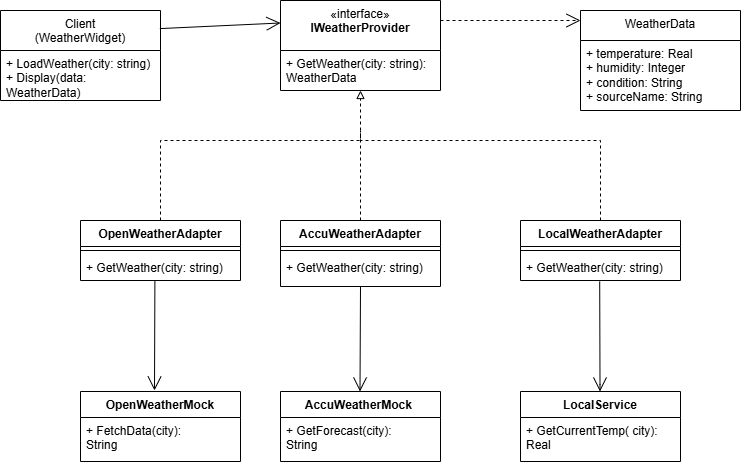 Client
(WeatherWidget)
+ LoadWeather(city: string)
+ Display(data:
WeatherData)
«interface»
IWeatherProvider
+ GetWeather(city: string):
WeatherData
WeatherData
+ temperature: Real
+ humidity: Integer
+ condition: String
+ sourceName: String
OpenWeatherAdapter
+ GetWeather(city: string)
AccuWeatherAdapter
+ GetWeather(city: string)
LocalWeatherAdapter
+ GetWeather(city: string)
OpenWeatherMock
+ FetchData(city):
String
AccuWeatherMock
+ GetForecast(city):
String
LocalService
+ GetCurrentTemp( city):
Real